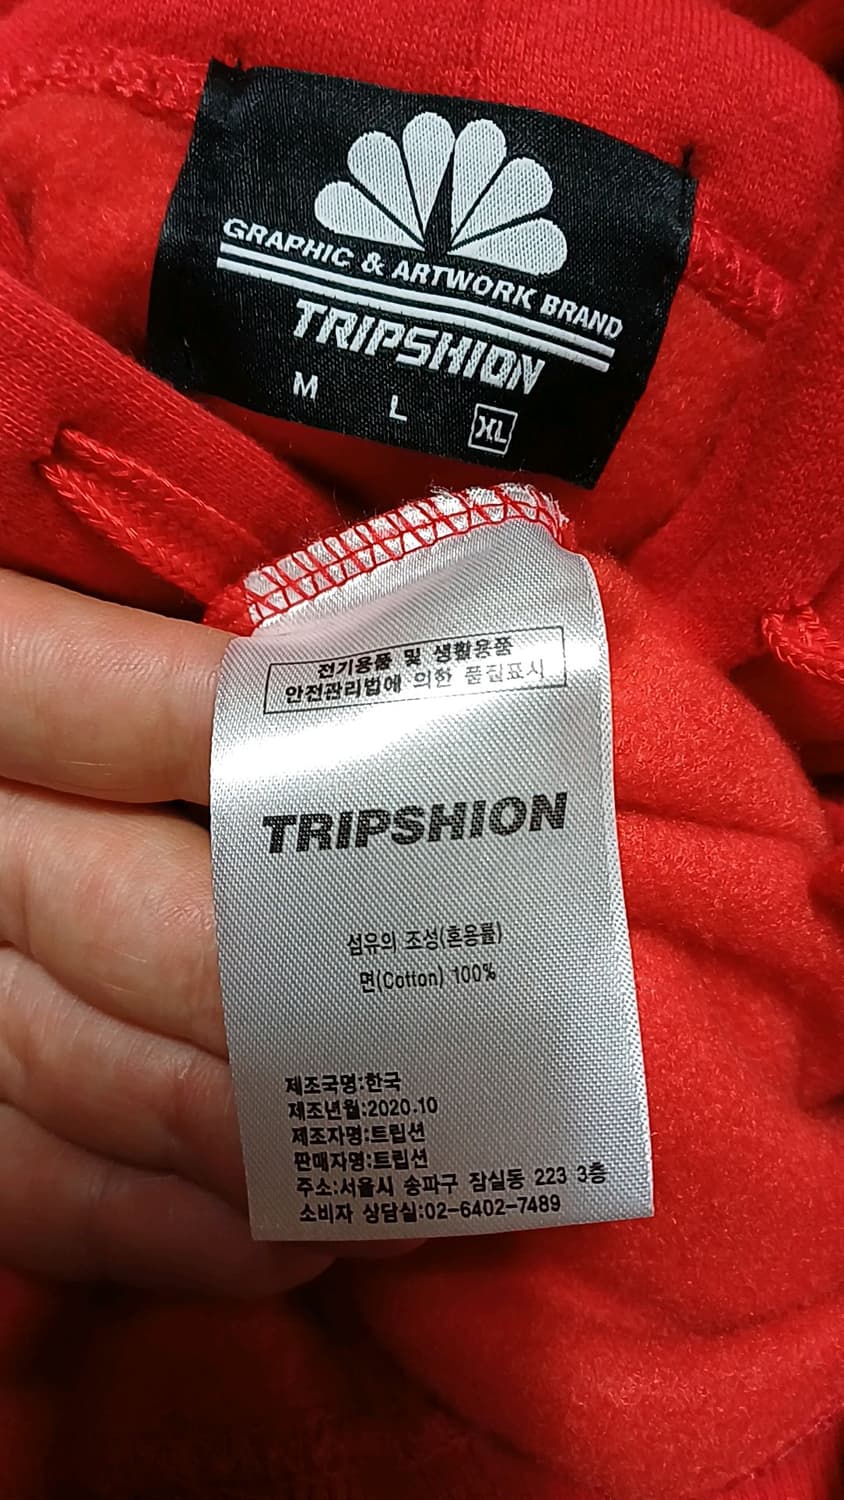 GRAPHIC & ARTWORK BRAND
TRIPSHION
M L XL
전기용품 및 생활용품
안전관리법에 의한 품질표시
TRIPSHION
섬유의 조성(혼용률)
면(Cotton) 100%
제조국명:한국
제조년월:2020.10
제조자명:트립션
판매자명:트립션
주소:서울시 송파구 잠실동 223 3층
소비자 상담실:02-6402-7489